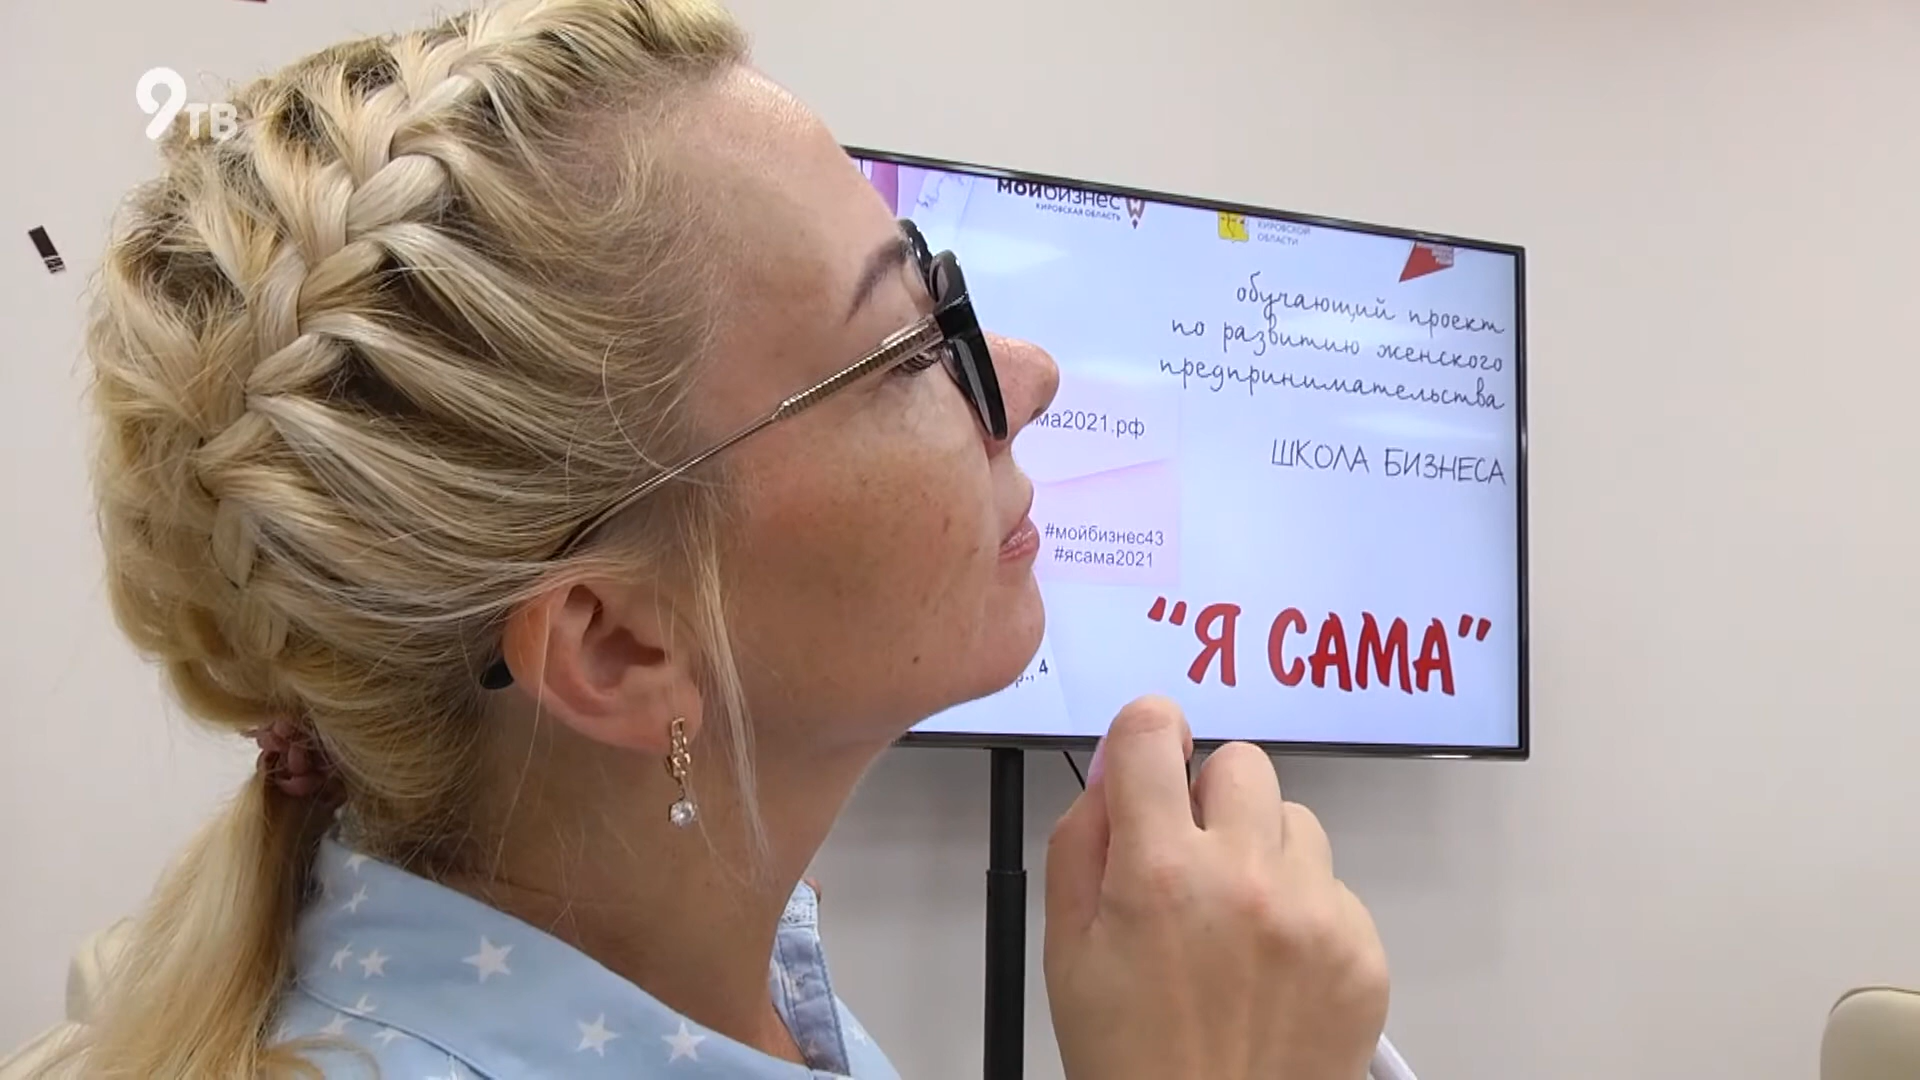 9ТВ
мойбизнес
КИРОВСКАЯ ОБЛАСТЬ
КИРОВСКОЙ
ОБЛАСТИ
обучающий проект
по развитию женского
предпринимательства
ма2021.рф
ШКОЛА БИЗНЕСА
#мойбизнес43
#ясама2021
"Я САМА"
р., 4